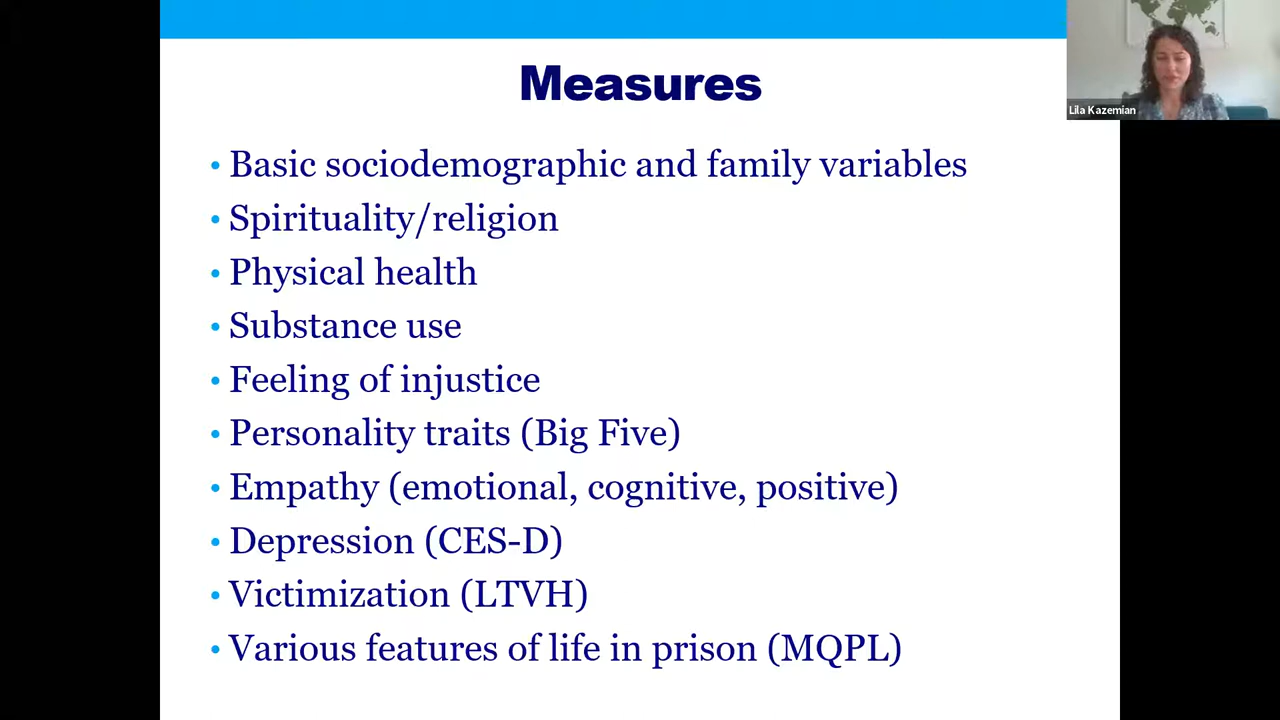 Measures
Lila Kazemian
• Basic sociodemographic and family variables
• Spirituality/religion
• Physical health
• Substance use
• Feeling of injustice
• Personality traits (Big Five)
• Empathy (emotional, cognitive, positive)
• Depression (CES-D)
• Victimization (LTVH)
• Various features of life in prison (MQPL)